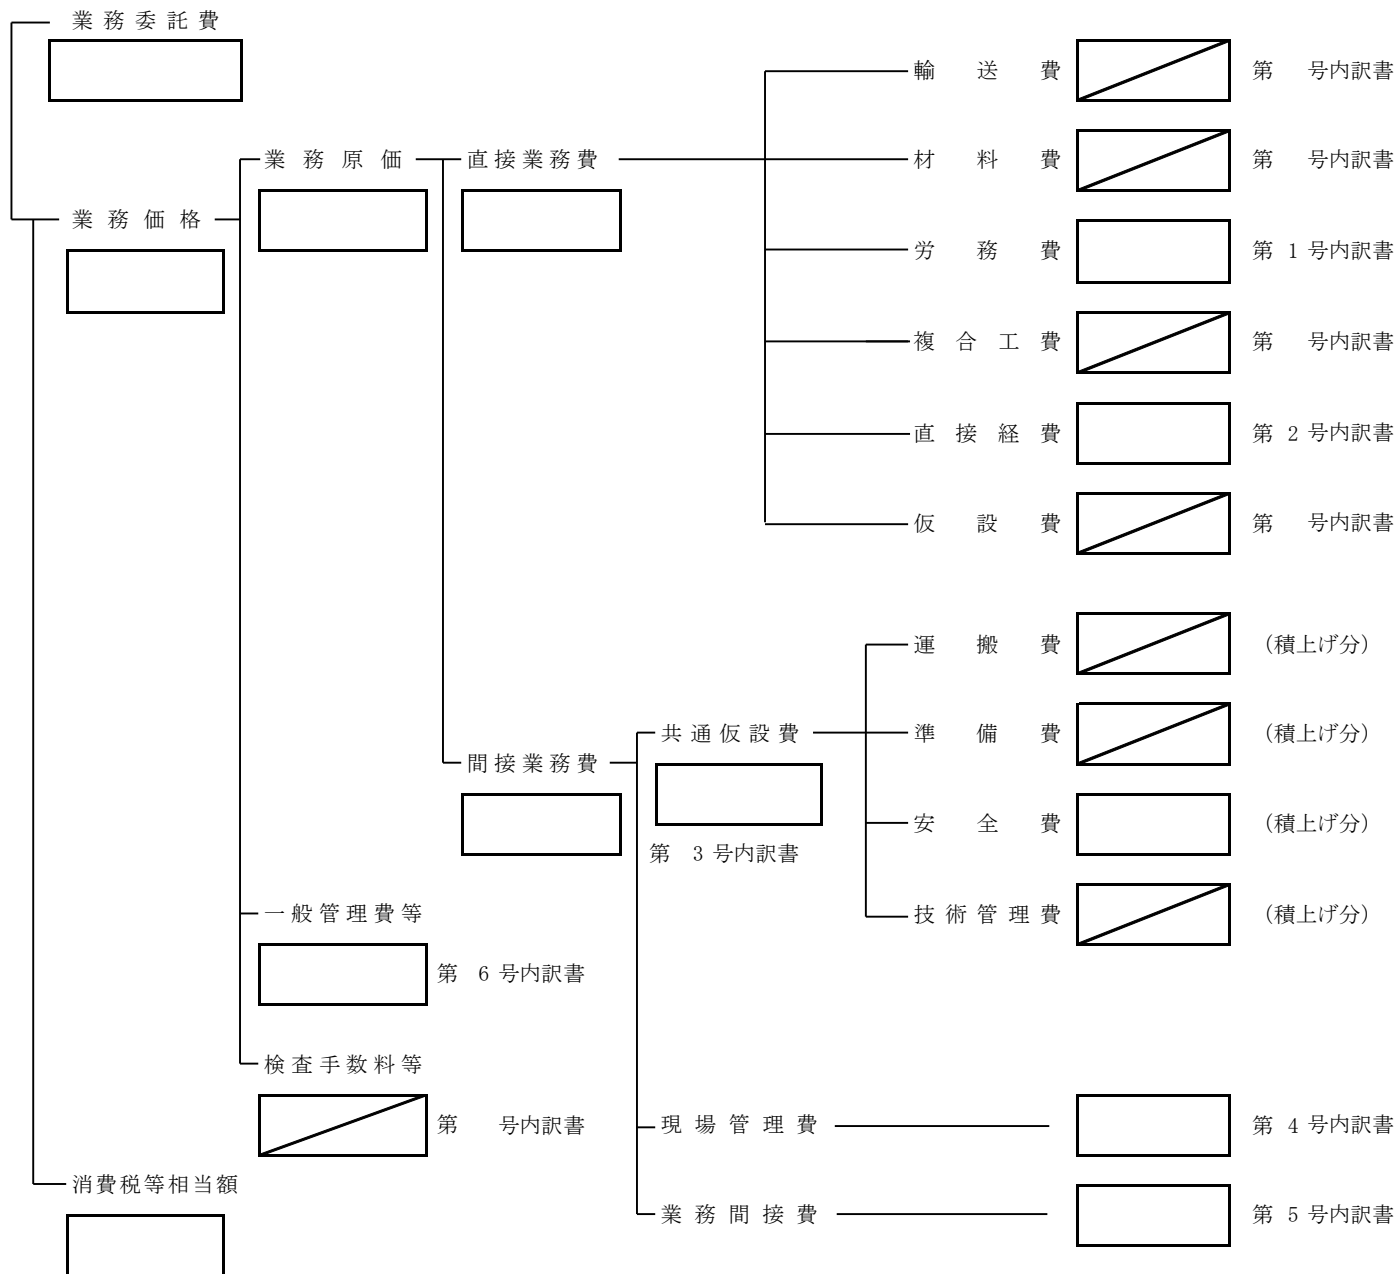 業務委託費
輸送費 第 号内訳書
業務原価 直接業務費 材料費 第 号内訳書
業務価格
労務費 第 1 号内訳書
複合工費 第 号内訳書
直接経費 第 2 号内訳書
仮設費 第 号内訳書
運搬費 (積上げ分)
共通仮設費 準備費 (積上げ分)
間接業務費
安全費 (積上げ分)
第 3 号内訳書
一般管理費等 技術管理費 (積上げ分)
第 6 号内訳書
検査手数料等
第 号内訳書 現場管理費 第 4 号内訳書
消費税等相当額
業務間接費 第 5 号内訳書